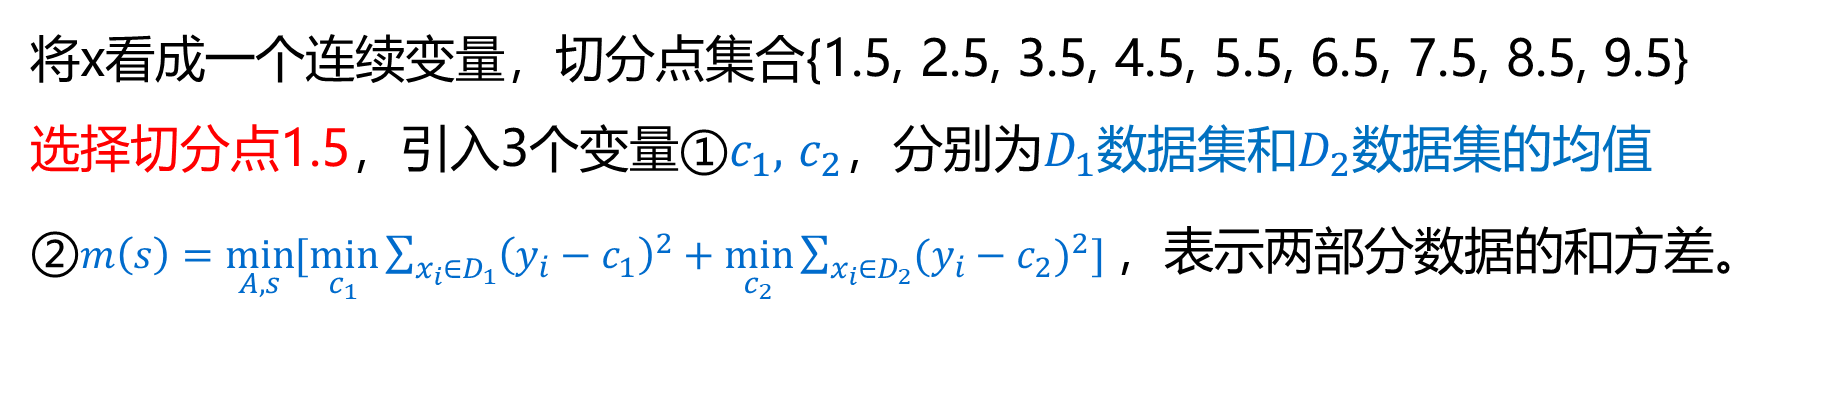 将x看成一个连续变量，切分点集合{1.5, 2.5, 3.5, 4.5, 5.5, 6.5, 7.5, 8.5, 9.5}
选择切分点1.5，引入3个变量①c₁, c₂，分别为D₁数据集和D₂数据集的均值
②m(s) = min_{A,s}[min_{c₁} ∑_{xᵢ∈D₁}(yᵢ − c₁)² + min_{c₂} ∑_{xᵢ∈D₂}(yᵢ − c₂)²]，表示两部分数据的和方差。